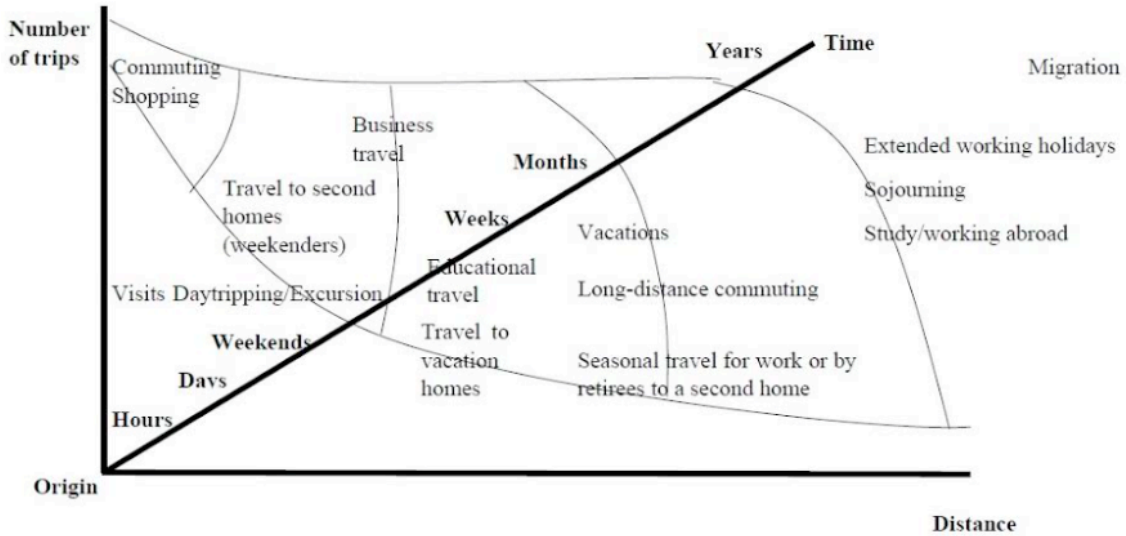 Number
of trips
Years
Time
Commuting
Shopping
Migration
Business
travel
Extended working holidays
Months
Travel to second
homes
(weekenders)
Sojourning
Weeks
Vacations
Study/working abroad
Educational
travel
Visits Daytripping/Excursion
Long-distance commuting
Weekends
Travel to
vacation
homes
Seasonal travel for work or by
retirees to a second home
Days
Hours
Origin
Distance